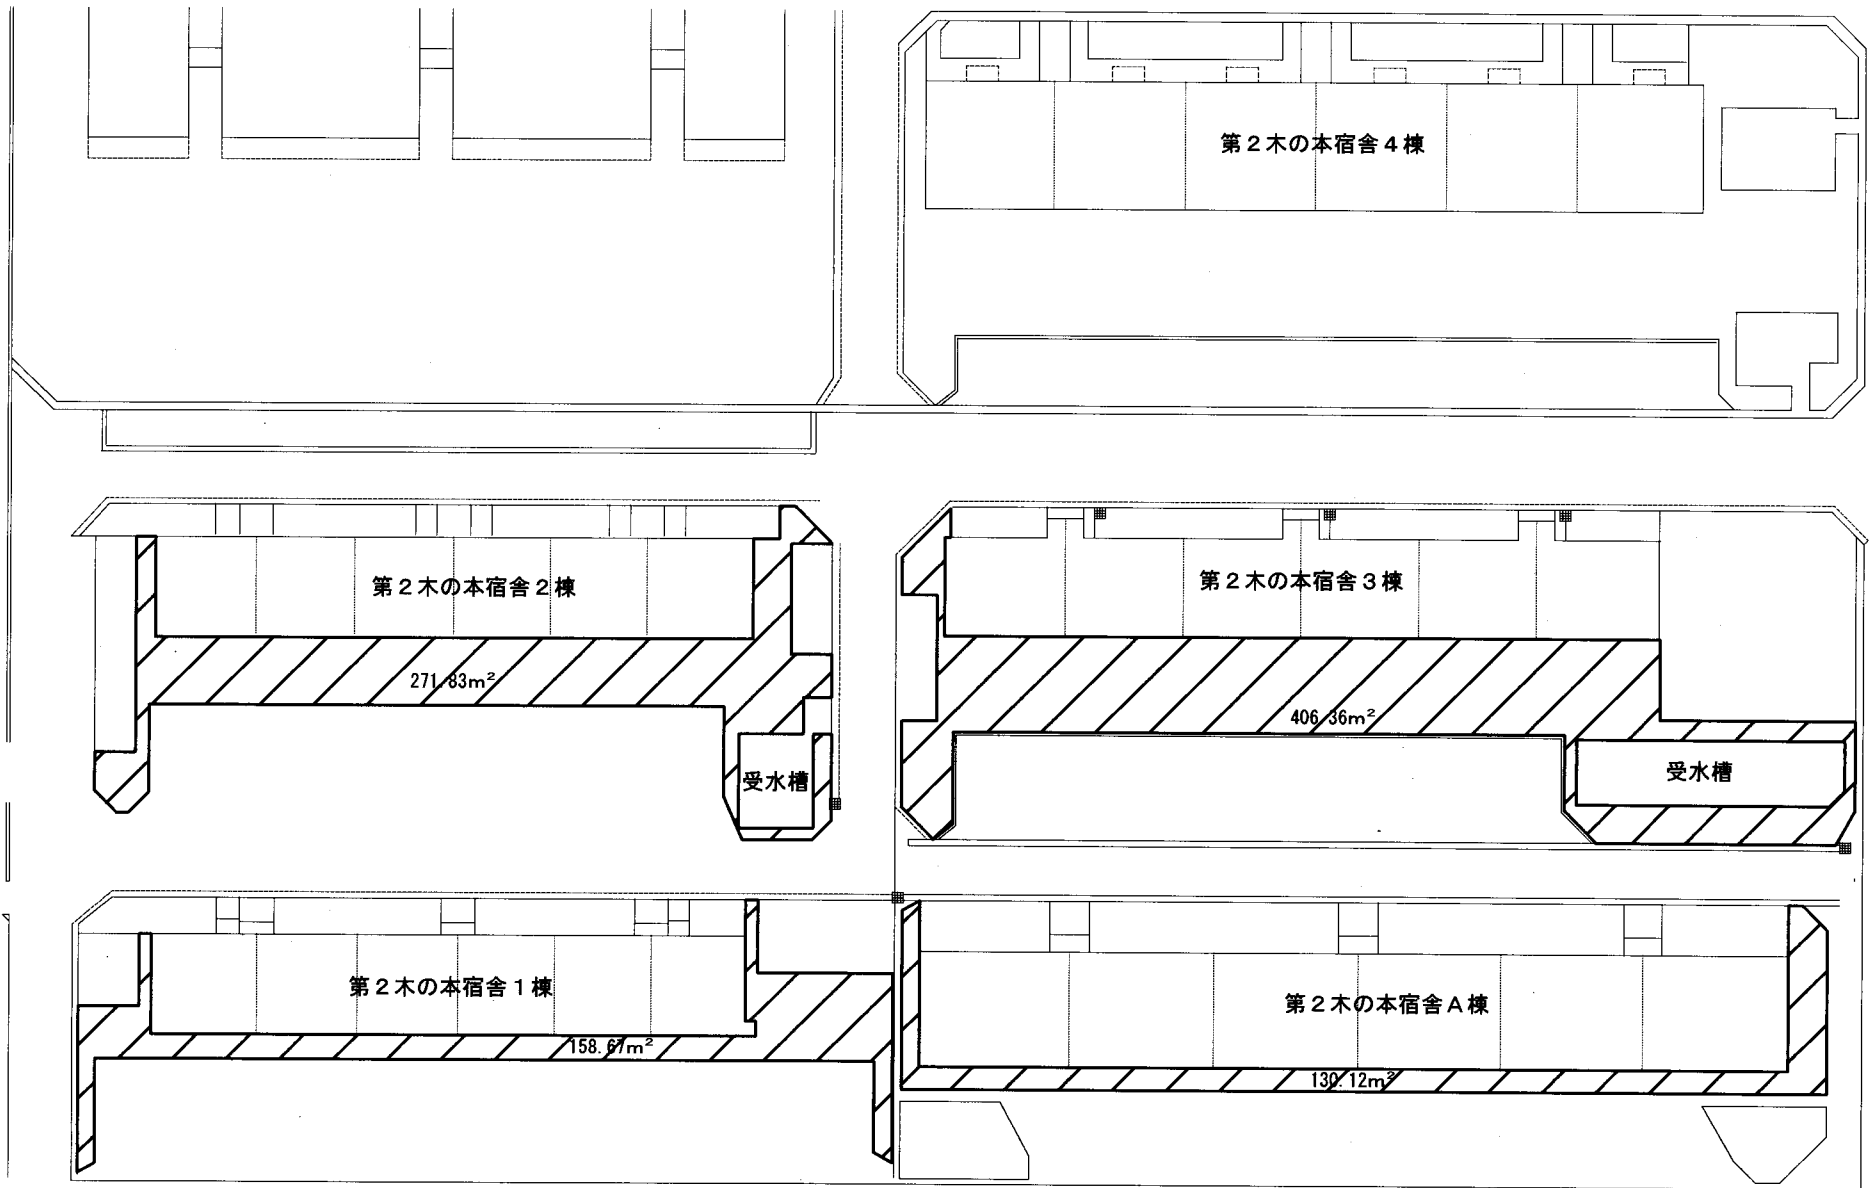 第２木の本宿舎４棟
第２木の本宿舎２棟
271.83m²
受水槽
第２木の本宿舎３棟
406.36m²
受水槽
第２木の本宿舎１棟
158.67m²
第２木の本宿舎Ａ棟
130.12m²